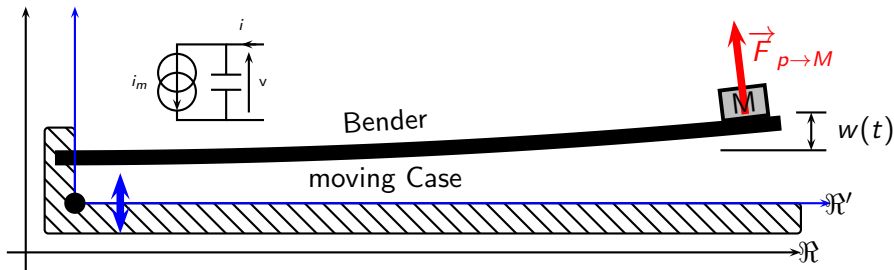 i
i_m
v
F_{p→M}
M
Bender
w(t)
moving Case
ℜ′
ℜ